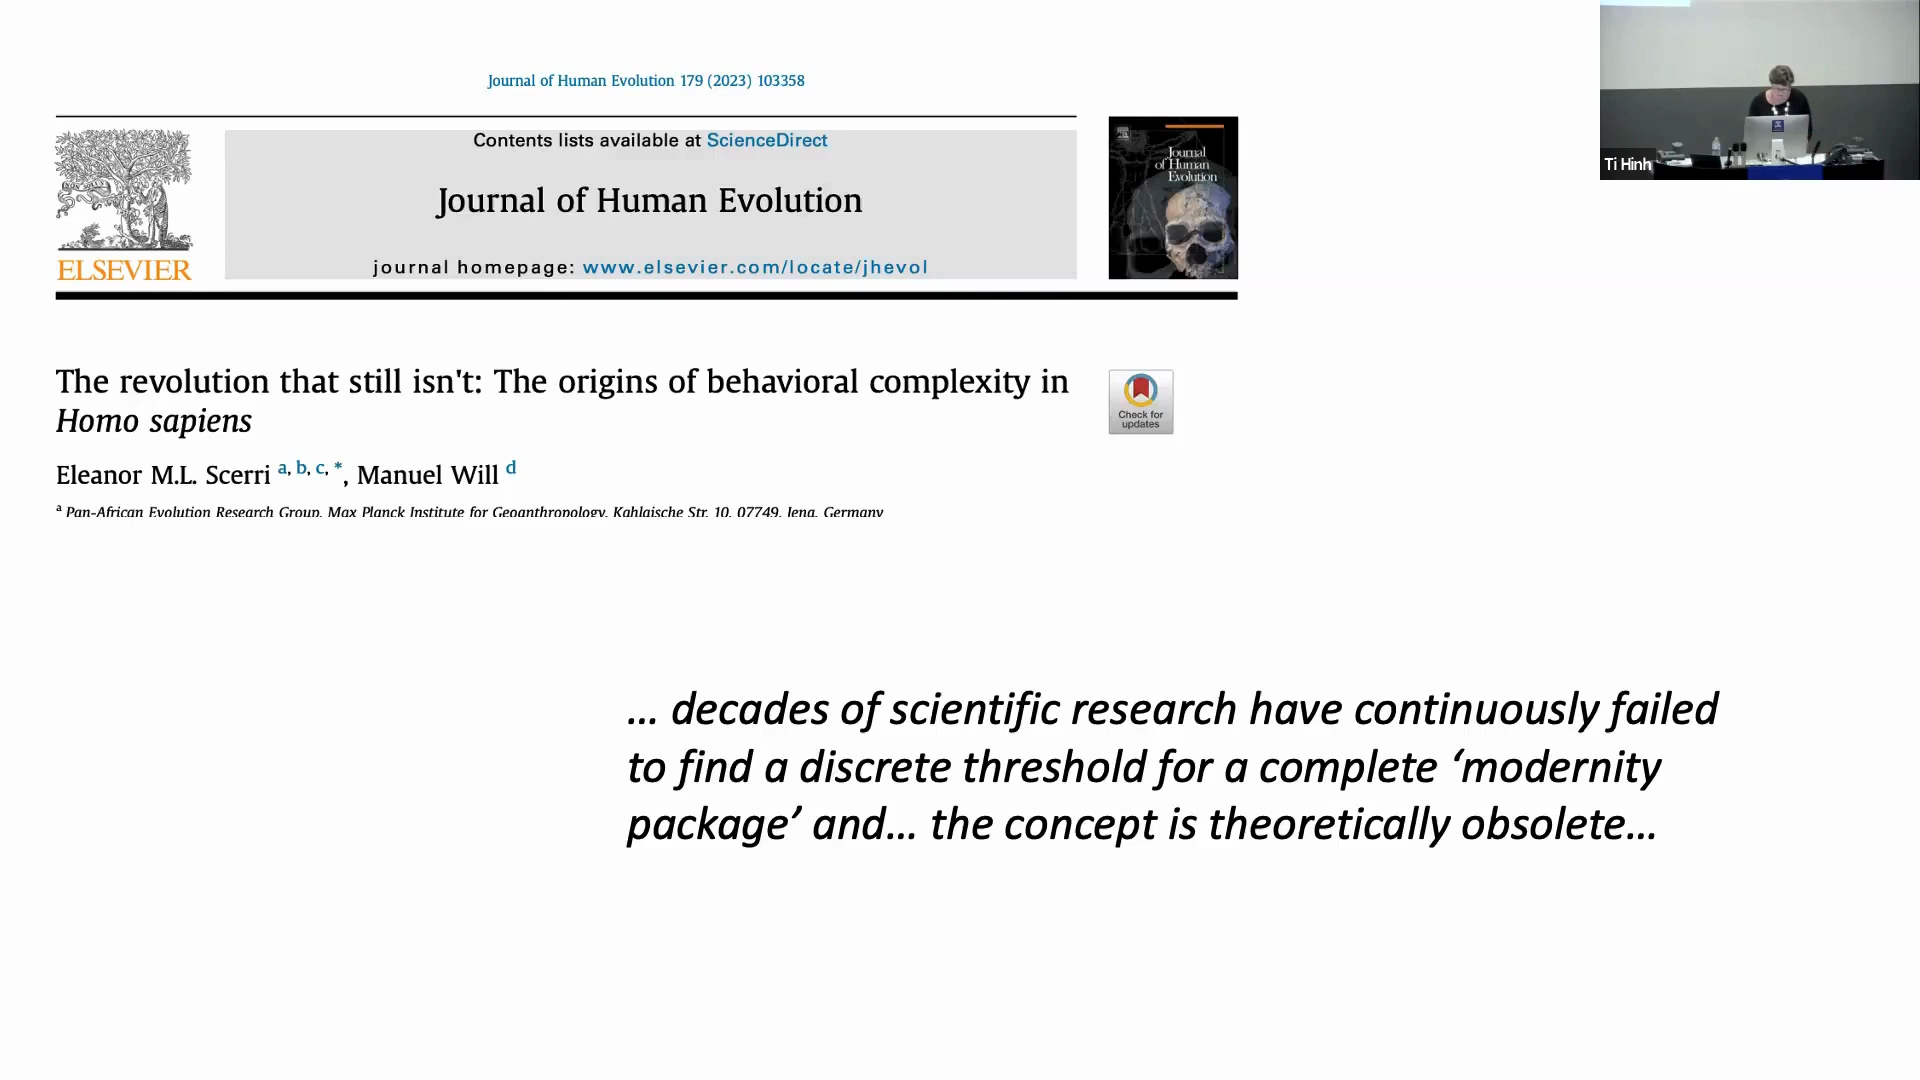 Journal of Human Evolution 179 (2023) 103358
Contents lists available at ScienceDirect
Journal of Human Evolution
journal homepage: www.elsevier.com/locate/jhevol
ELSEVIER
Journal
of Human
Evolution
The revolution that still isn't: The origins of behavioral complexity in
Homo sapiens
Check for
updates
Eleanor M.L. Scerri a, b, c, *, Manuel Will d
a Pan-African Evolution Research Group, Max Planck Institute for Geoanthropology, Kahlaische Str. 10, 07749, Jena, Germany
... decades of scientific research have continuously failed
to find a discrete threshold for a complete ‘modernity
package’ and... the concept is theoretically obsolete...
Ti Hinh